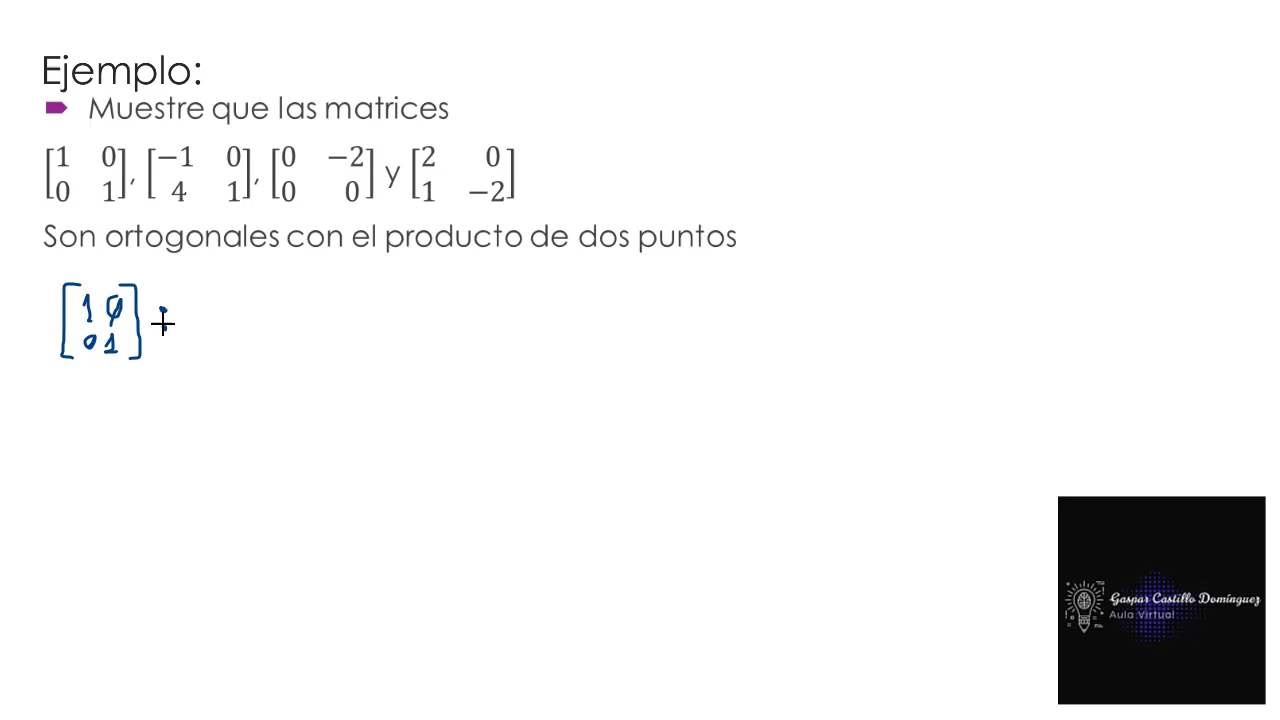 Ejemplo:
Muestre que las matrices
[1 0
0 1], [−1 0
4 1], [0 −2
0 0] y [2 0
1 −2]
Son ortogonales con el producto de dos puntos
[1 0
0 1] :
Gaspar Castillo Domínguez
Aula Virtual